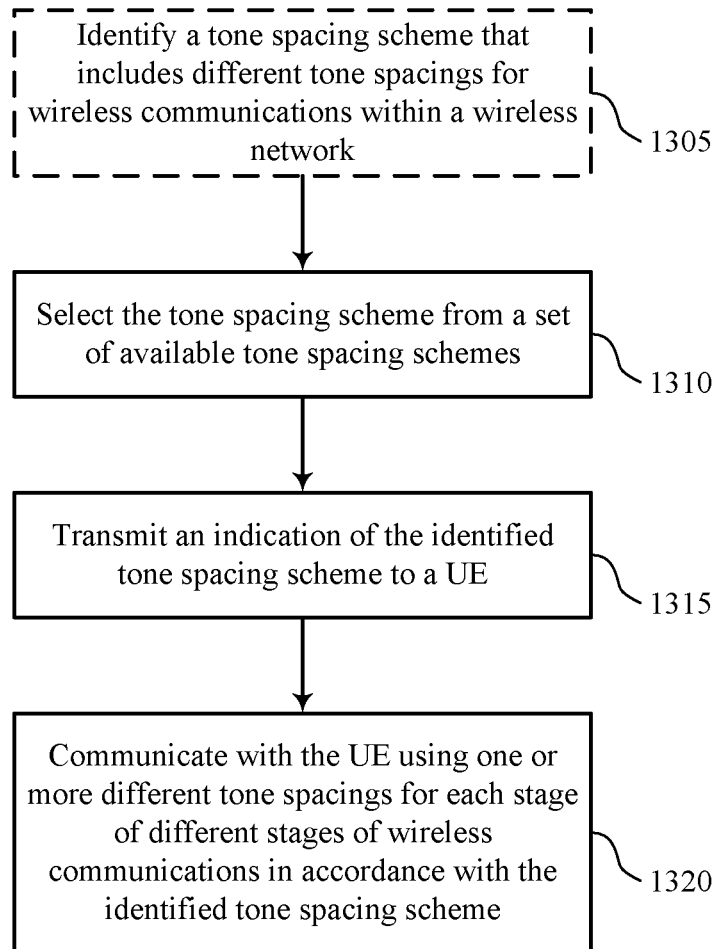 Identify a tone spacing scheme that
includes different tone spacings for
wireless communications within a wireless
network
1305
Select the tone spacing scheme from a set
of available tone spacing schemes
1310
Transmit an indication of the identified
tone spacing scheme to a UE
1315
Communicate with the UE using one or
more different tone spacings for each stage
of different stages of wireless
communications in accordance with the
identified tone spacing scheme
1320